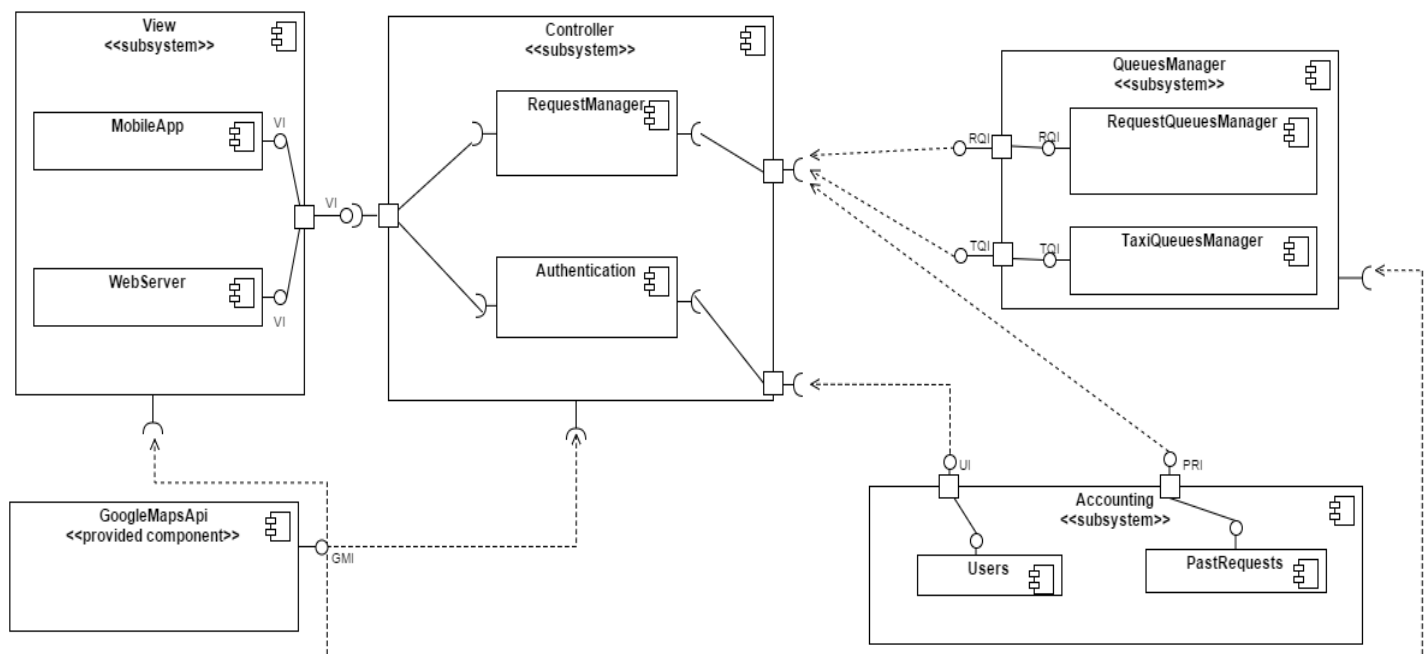 View
<<subsystem>>
MobileApp
VI
VI
WebServer
VI
Controller
<<subsystem>>
RequestManager
Authentication
QueuesManager
<<subsystem>>
RequestQueuesManager
RQI
RQI
TaxiQueuesManager
TQI
TQI
GoogleMapsApi
<<provided component>>
GMI
UI
PRI
Accounting
<<subsystem>>
Users
PastRequests